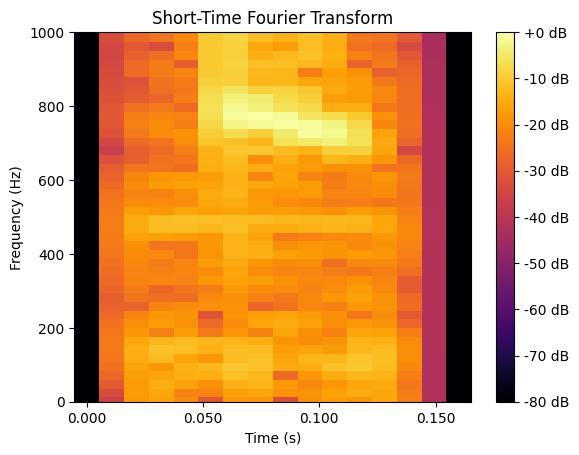 Short-Time Fourier Transform
1000
800
600
400
200
0
Frequency (Hz)
0.000
0.050
0.100
0.150
Time (s)
+0 dB
-10 dB
-20 dB
-30 dB
-40 dB
-50 dB
-60 dB
-70 dB
-80 dB